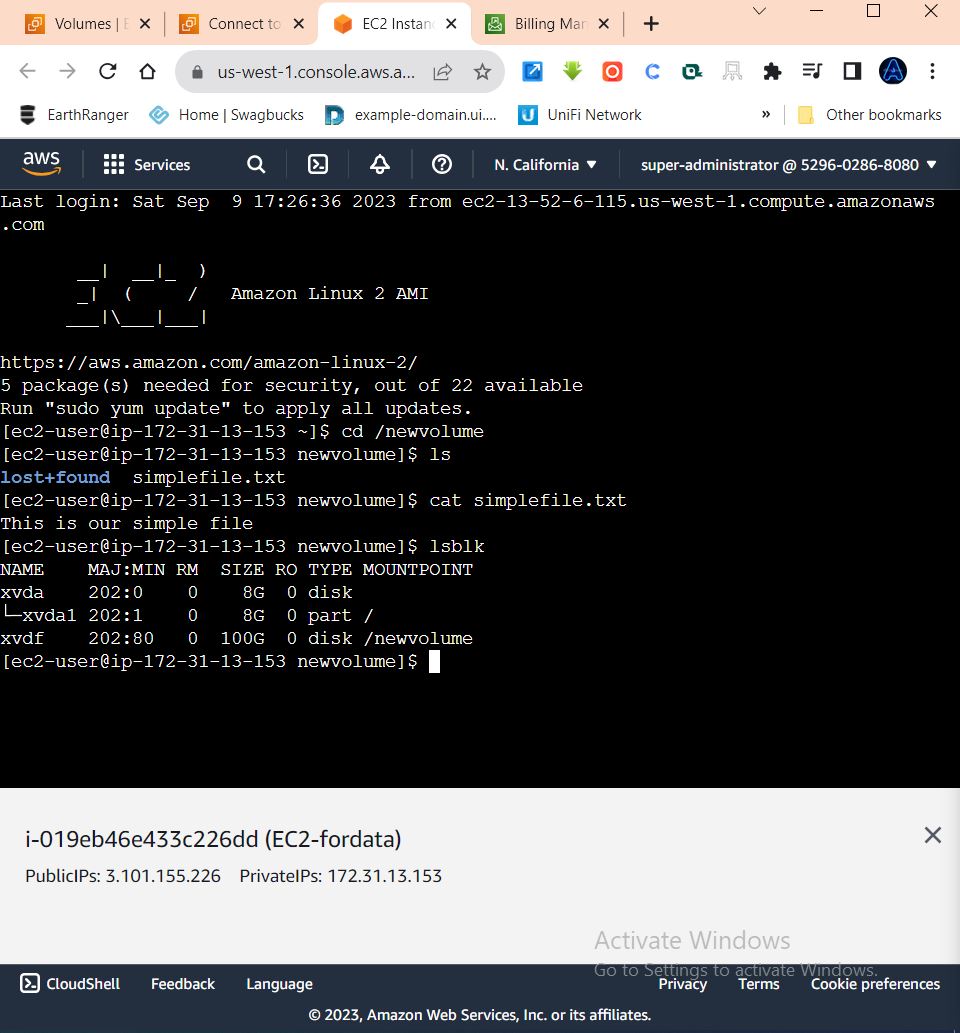 Volumes | E
Connect to
EC2 Instan
Billing Man
us-west-1.console.aws.a...
EarthRanger
Home | Swagbucks
example-domain.ui....
UniFi Network
»
Other bookmarks
aws
Services
N. California
super-administrator @ 5296-0286-8080
Last login: Sat Sep  9 17:26:36 2023 from ec2-13-52-6-115.us-west-1.compute.amazonaws
.com
       __|  __|_  )
       _|  (     /   Amazon Linux 2 AMI
      ___|\___|___|
https://aws.amazon.com/amazon-linux-2/
5 package(s) needed for security, out of 22 available
Run "sudo yum update" to apply all updates.
[ec2-user@ip-172-31-13-153 ~]$ cd /newvolume
[ec2-user@ip-172-31-13-153 newvolume]$ ls
lost+found  simplefile.txt
[ec2-user@ip-172-31-13-153 newvolume]$ cat simplefile.txt
This is our simple file
[ec2-user@ip-172-31-13-153 newvolume]$ lsblk
NAME    MAJ:MIN RM  SIZE RO TYPE MOUNTPOINT
xvda    202:0    0    8G  0 disk
└─xvda1 202:1    0    8G  0 part /
xvdf    202:80   0  100G  0 disk /newvolume
[ec2-user@ip-172-31-13-153 newvolume]$
i-019eb46e433c226dd (EC2-fordata)
PublicIPs: 3.101.155.226 PrivateIPs: 172.31.13.153
Activate Windows
Go to Settings to activate Windows.
CloudShell
Feedback
Language
Privacy
Terms
Cookie preferences
© 2023, Amazon Web Services, Inc. or its affiliates.